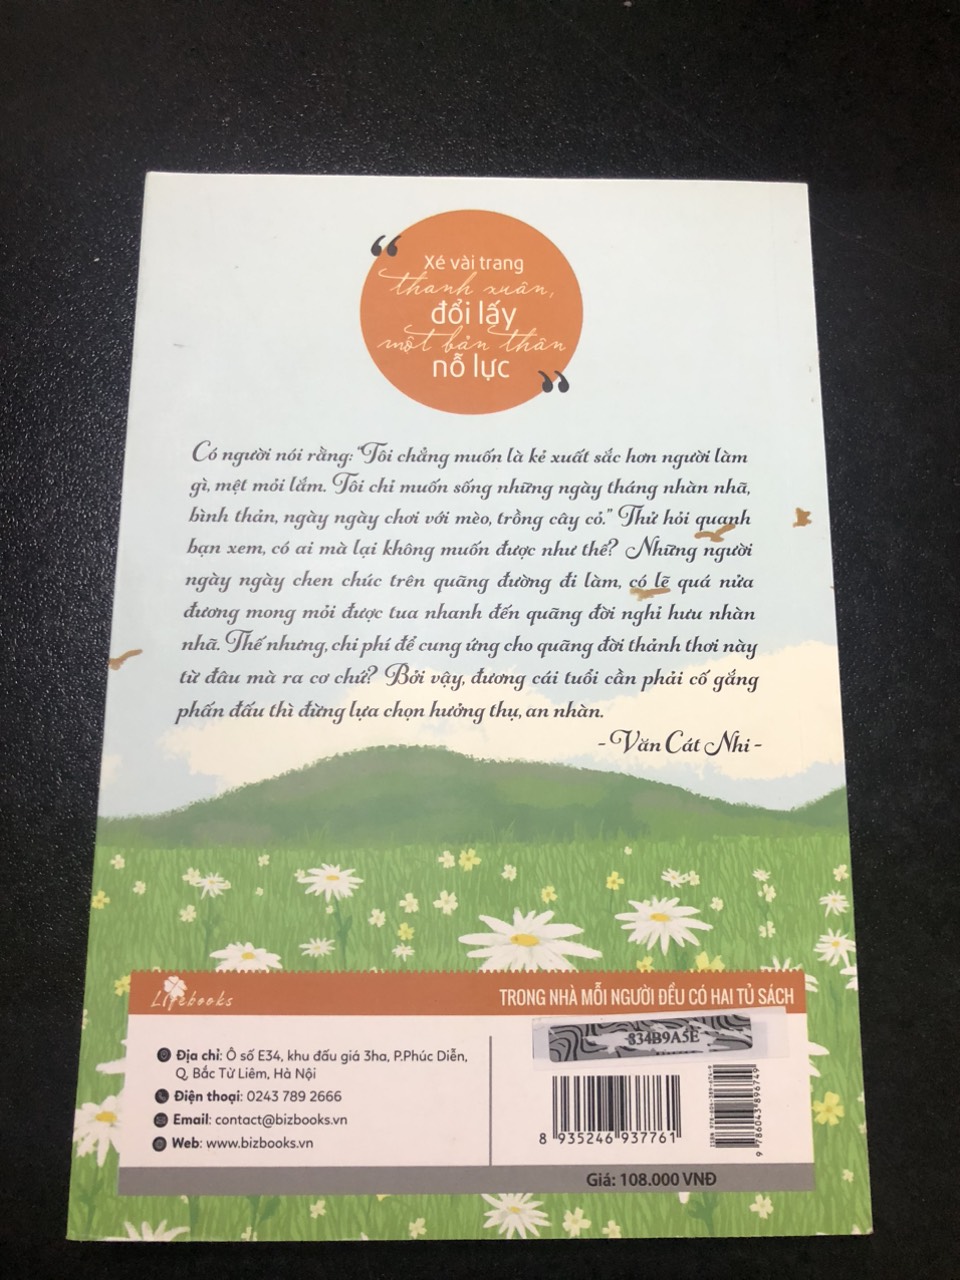 “
Xé vài trang
thanh xuân,
đổi lấy
một bản thân
nỗ lực
”
Có người nói rằng: "Tôi chẳng muốn là kẻ xuất sắc hơn người làm
gì, mệt mỏi lắm. Tôi chỉ muốn sống những ngày tháng nhàn nhã,
bình thản, ngày ngày chơi với mèo, trồng cây cỏ." Thử hỏi quanh
bạn xem, có ai mà lại không muốn được như thế? Những người
ngày ngày chen chúc trên quãng đường đi làm, có lẽ quá nửa
đương mong mỏi được tua nhanh đến quãng đời nghỉ hưu nhàn
nhã. Thế nhưng, chi phí để cung ứng cho quãng đời thảnh thơi này
từ đâu mà ra cơ chứ? Bởi vậy, đương cái tuổi cần phải cố gắng
phấn đấu thì đừng lựa chọn hưởng thụ, an nhàn.
- Văn Cát Nhi -
Lifebooks
TRONG NHÀ MỖI NGƯỜI ĐỀU CÓ HAI TỦ SÁCH
Địa chỉ: Ô số E34, khu đấu giá 3ha, P.Phúc Diễn,
Q. Bắc Từ Liêm, Hà Nội
Điện thoại: 0243 789 2666
Email: contact@bizbooks.vn
Web: www.bizbooks.vn
834B9A5E
8 935246 937761
ISBN 978-604-389-674-9
9 786043 896749
Giá: 108.000 VNĐ